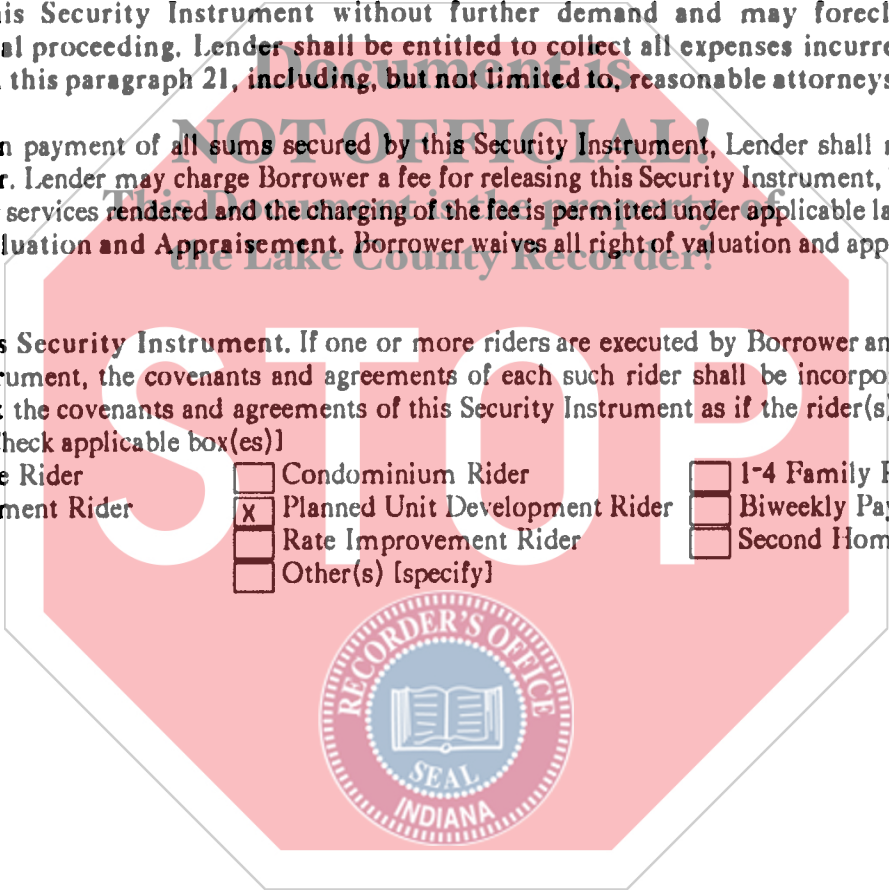 is Security Instrument without further demand and may forecl
al proceeding. Lender shall be entitled to collect all expenses incurre
this paragraph 21, including, but not limited to, reasonable attorneys
Document is
n payment of all sums secured by this Security Instrument, Lender shall
NOT OFFICIAL!
r. Lender may charge Borrower a fee for releasing this Security Instrument,
services rendered and the charging of the fee is permitted under applicable la
This Document is the property of
luation and Appraisement. Borrower waives all right of valuation and app
the Lake County Recorder!
s Security Instrument. If one or more riders are executed by Borrower an
rument, the covenants and agreements of each such rider shall be incorpo
the covenants and agreements of this Security Instrument as if the rider(s)
heck applicable box(es)]
e Rider Condominium Rider 1-4 Family
ment Rider X Planned Unit Development Rider Biweekly Pay
Rate Improvement Rider Second Hom
Other(s) [specify]
STOP
RECORDER'S OFFICE
SEAL
INDIANA